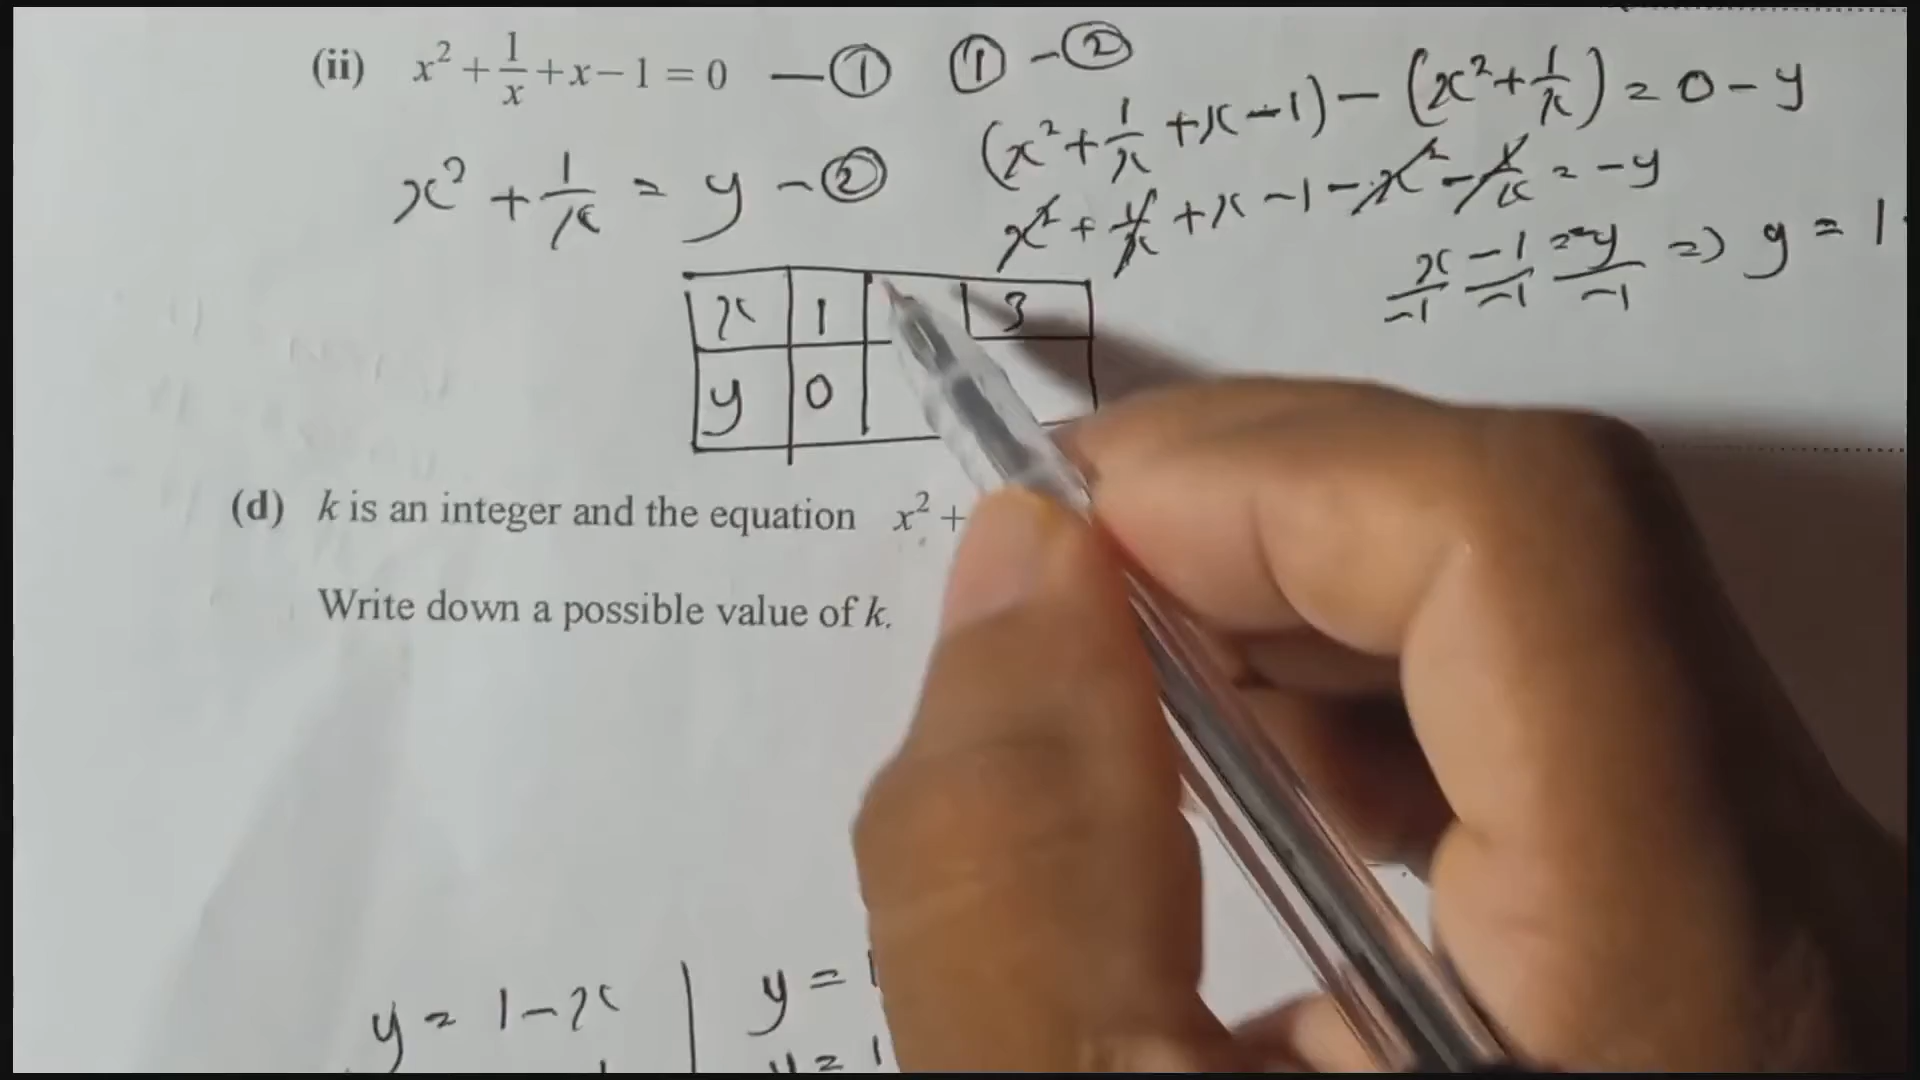 (ii) x² + 1/x + x − 1 = 0 — ①
x² + 1/x = y − ②
① − ②
(x² + 1/x + x − 1) − (x² + 1/x) = 0 − y
x² + 1/x + x − 1 − x² − 1/x = −y
x/−1 −1/−1 = −y/−1 => y = 1
x 1 3
y 0
(d) k is an integer and the equation x² +
Write down a possible value of k.
y = 1 − x
y = 1
y = 1